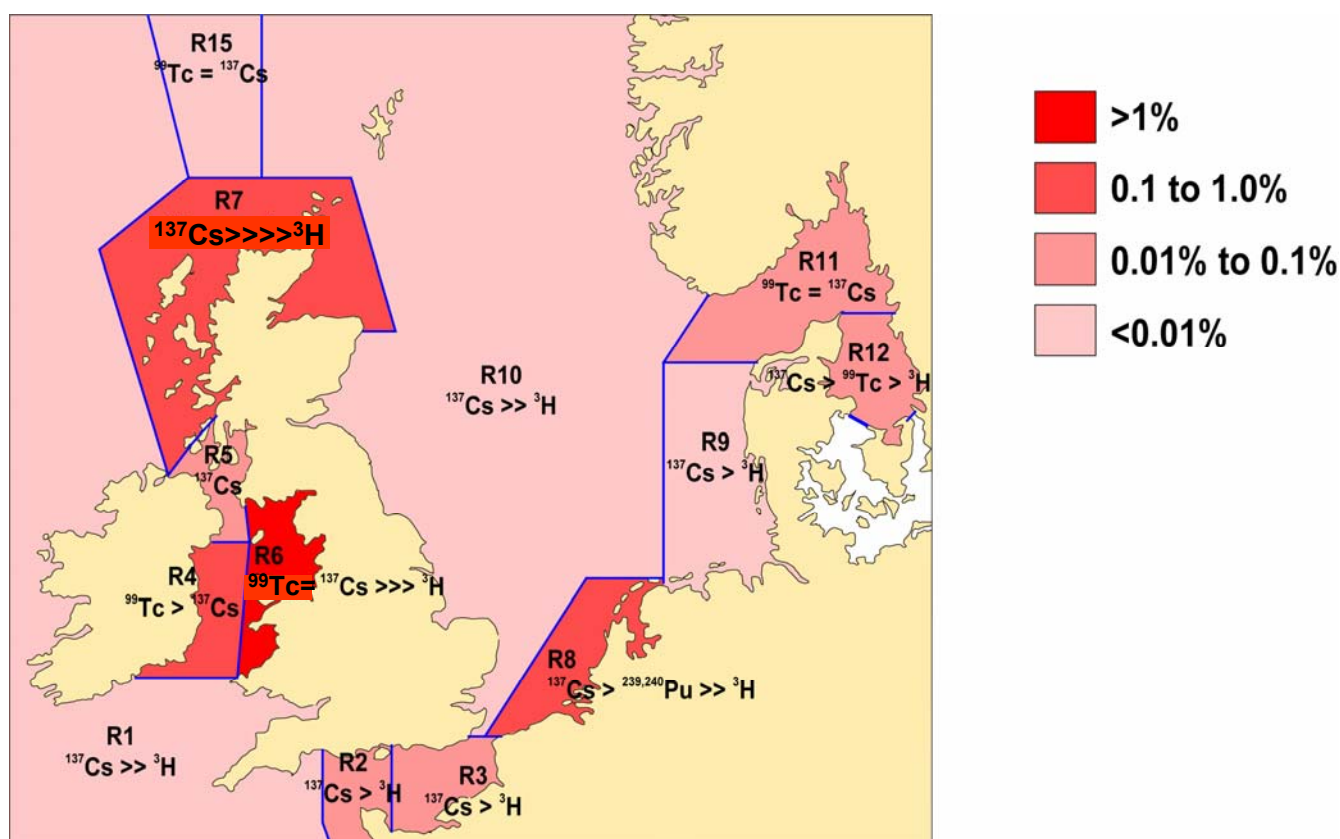 R15
⁹⁹Tc = ¹³⁷Cs
R7
¹³⁷Cs>>>>³H
R11
⁹⁹Tc = ¹³⁷Cs
R12
¹³⁷Cs > ⁹⁹Tc > ³H
R10
¹³⁷Cs >> ³H
R9
¹³⁷Cs > ³H
R5
¹³⁷Cs
R6
⁹⁹Tc= ¹³⁷Cs >>> ³H
R4
⁹⁹Tc > ¹³⁷Cs
R8
¹³⁷Cs > ²³⁹,²⁴⁰Pu >> ³H
R1
¹³⁷Cs >> ³H
R2
¹³⁷Cs > ³H
R3
¹³⁷Cs > ³H
>1%
0.1 to 1.0%
0.01% to 0.1%
<0.01%